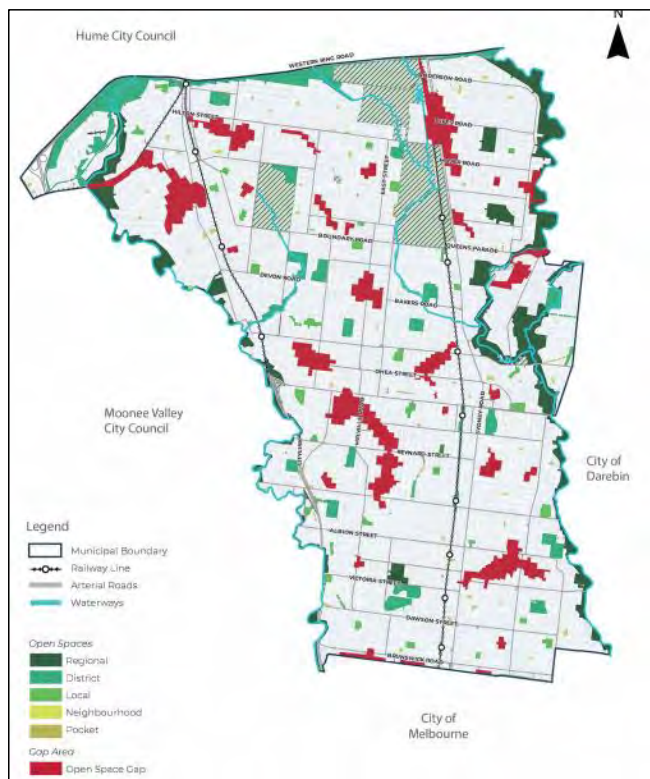 N
Hume City Council
WESTERN RING ROAD
HILTON STREET
EAST STREET
BOUNDARY ROAD
QUEENS PARADE
DEVON ROAD
BAKERS ROAD
O'HEA STREET
SYDNEY ROAD
Moonee Valley
City Council
REYNARD STREET
City of
Darebin
ALBION STREET
VICTORIA STREET
DAWSON STREET
BRUNSWICK ROAD
City of
Melbourne
Legend
Municipal Boundary
Railway Line
Arterial Roads
Waterways
Open Spaces
Regional
District
Local
Neighbourhood
Pocket
Gap Area
Open Space Gap